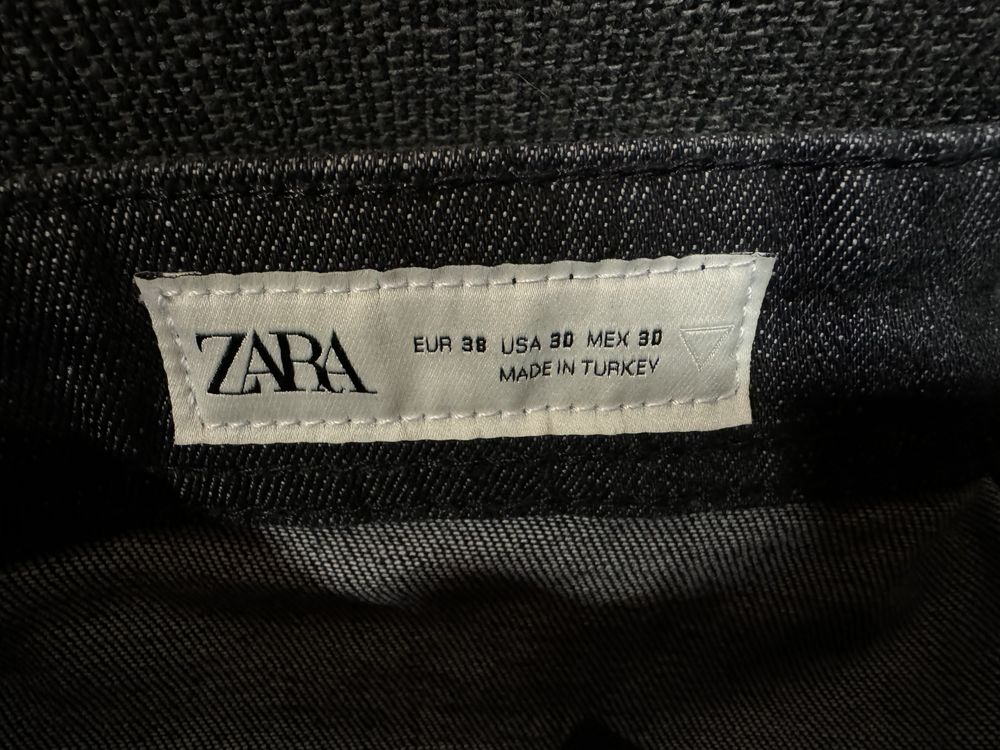 ZARA
EUR 38 USA 30 MEX 30
MADE IN TURKEY